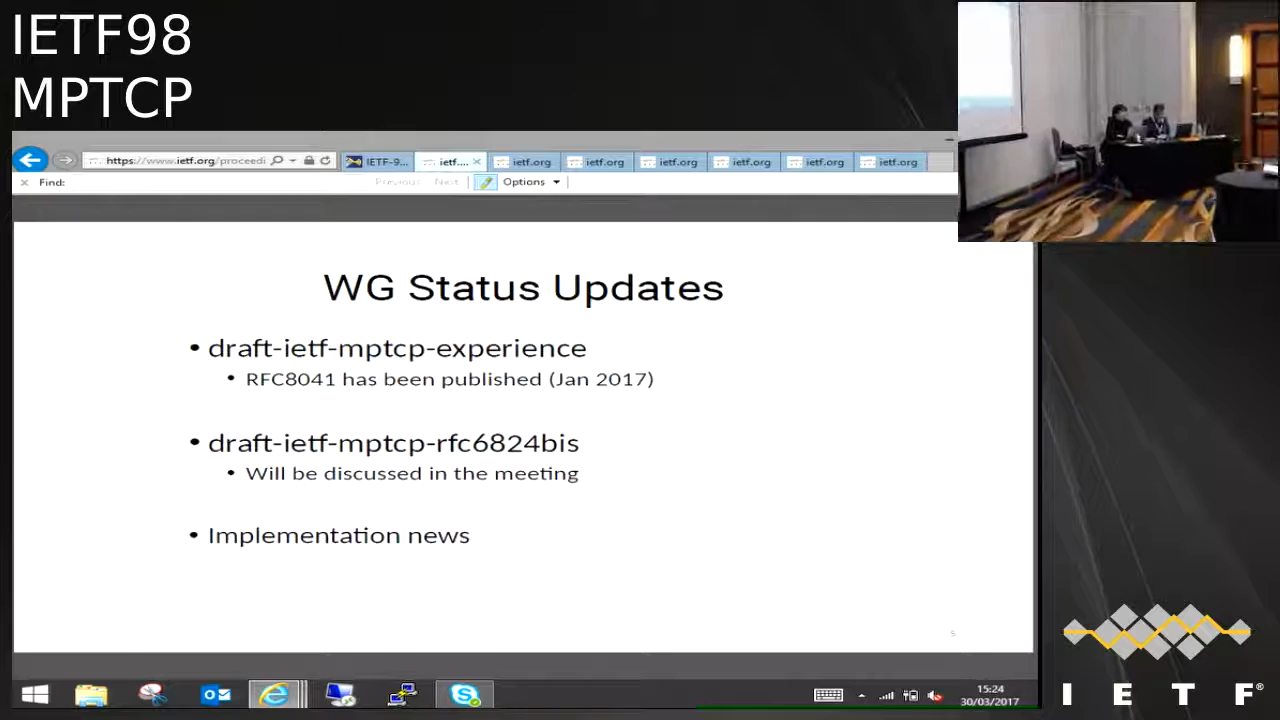 IETF98
MPTCP
https://www.ietf.org/proceedi
IETF-9...
ietf....
ietf.org
ietf.org
ietf.org
ietf.org
ietf.org
ietf.org
Find:
Previous
Next
Options
WG Status Updates
• draft-ietf-mptcp-experience
• RFC8041 has been published (Jan 2017)
• draft-ietf-mptcp-rfc6824bis
• Will be discussed in the meeting
• Implementation news
5
15:24
30/03/2017
I E T F®